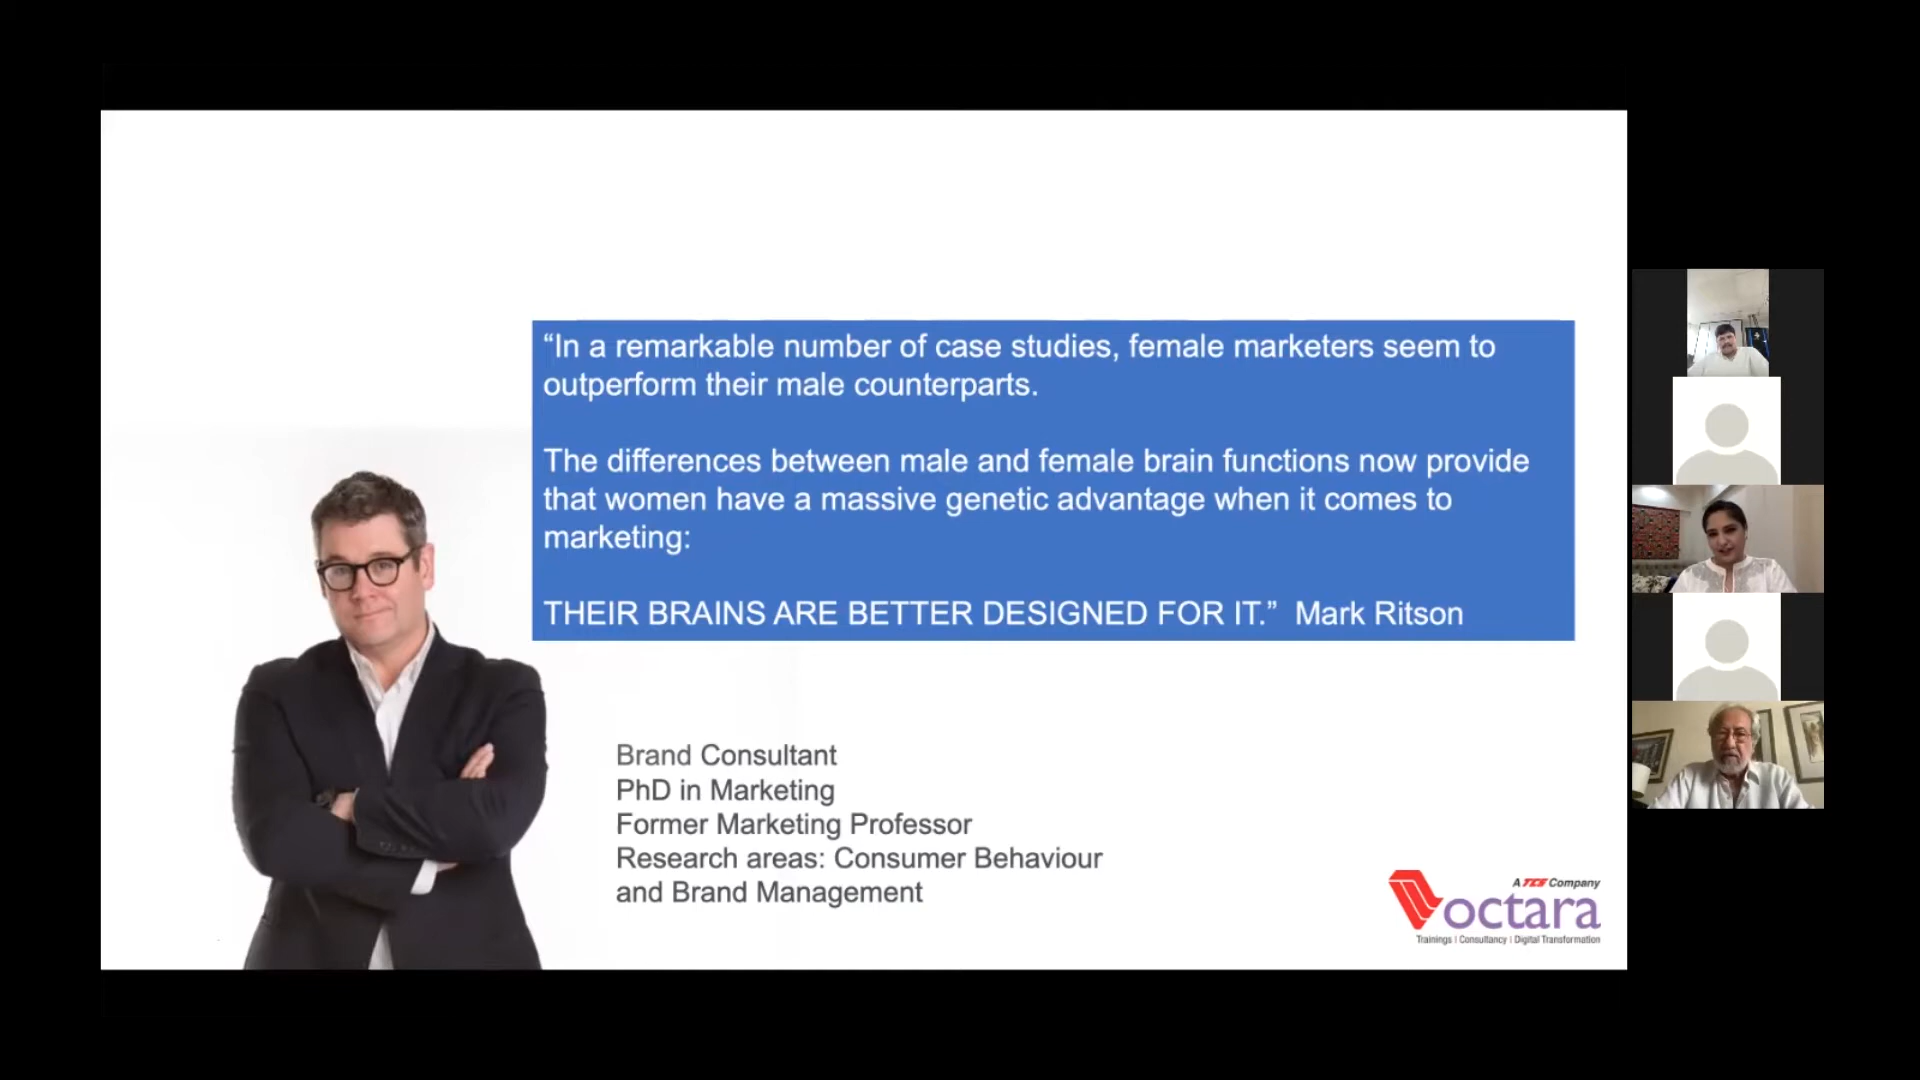 “In a remarkable number of case studies, female marketers seem to
outperform their male counterparts.
The differences between male and female brain functions now provide
that women have a massive genetic advantage when it comes to
marketing:
THEIR BRAINS ARE BETTER DESIGNED FOR IT.” Mark Ritson
Brand Consultant
PhD in Marketing
Former Marketing Professor
Research areas: Consumer Behaviour
and Brand Management
A TCS Company
octara
Trainings | Consultancy | Digital Transformation